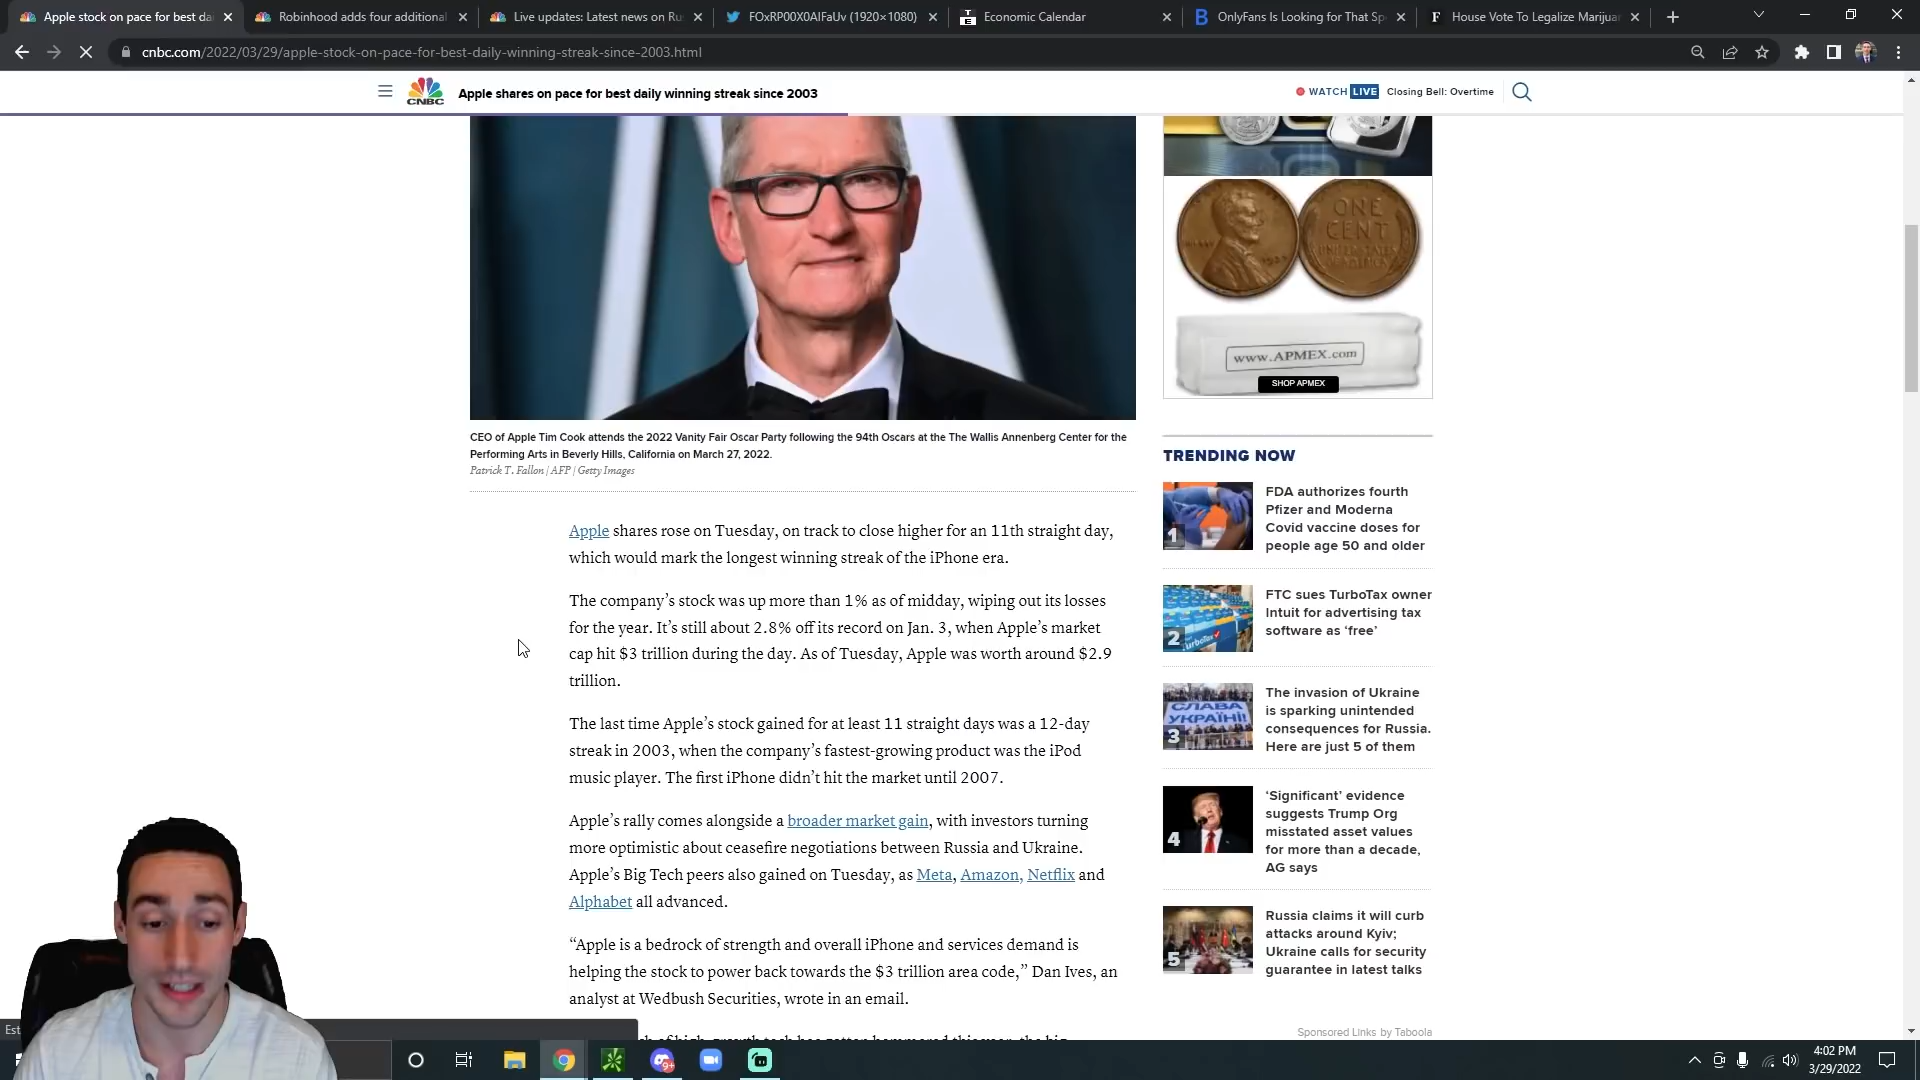 Apple stock on pace for best dai
Robinhood adds four additional
Live updates: Latest news on Ru
FOxRP00X0AIFaUv (1920×1080)
Economic Calendar
OnlyFans Is Looking for That Sp
House Vote To Legalize Marijua
cnbc.com/2022/03/29/apple-stock-on-pace-for-best-daily-winning-streak-since-2003.html
CNBC
Apple shares on pace for best daily winning streak since 2003
WATCH LIVE
Closing Bell: Overtime
ONE
CENT
UNITED STATES
OF AMERICA
www.APMEX.com
SHOP APMEX
CEO of Apple Tim Cook attends the 2022 Vanity Fair Oscar Party following the 94th Oscars at the The Wallis Annenberg Center for the
Performing Arts in Beverly Hills, California on March 27, 2022.
Patrick T. Fallon | AFP | Getty Images
Apple shares rose on Tuesday, on track to close higher for an 11th straight day,
which would mark the longest winning streak of the iPhone era.
The company’s stock was up more than 1% as of midday, wiping out its losses
for the year. It’s still about 2.8% off its record on Jan. 3, when Apple’s market
cap hit $3 trillion during the day. As of Tuesday, Apple was worth around $2.9
trillion.
The last time Apple’s stock gained for at least 11 straight days was a 12-day
streak in 2003, when the company’s fastest-growing product was the iPod
music player. The first iPhone didn’t hit the market until 2007.
Apple’s rally comes alongside a broader market gain, with investors turning
more optimistic about ceasefire negotiations between Russia and Ukraine.
Apple’s Big Tech peers also gained on Tuesday, as Meta, Amazon, Netflix and
Alphabet all advanced.
“Apple is a bedrock of strength and overall iPhone and services demand is
helping the stock to power back towards the $3 trillion area code,” Dan Ives, an
analyst at Wedbush Securities, wrote in an email.
TRENDING NOW
1
FDA authorizes fourth
Pfizer and Moderna
Covid vaccine doses for
people age 50 and older
TurboTax
2
FTC sues TurboTax owner
Intuit for advertising tax
software as ‘free’
СЛАВА
УКРАЇНІ!
3
The invasion of Ukraine
is sparking unintended
consequences for Russia.
Here are just 5 of them
4
‘Significant’ evidence
suggests Trump Org
misstated asset values
for more than a decade,
AG says
5
Russia claims it will curb
attacks around Kyiv;
Ukraine calls for security
guarantee in latest talks
Sponsored Links by Taboola
Est
9+
4:02 PM
3/29/2022